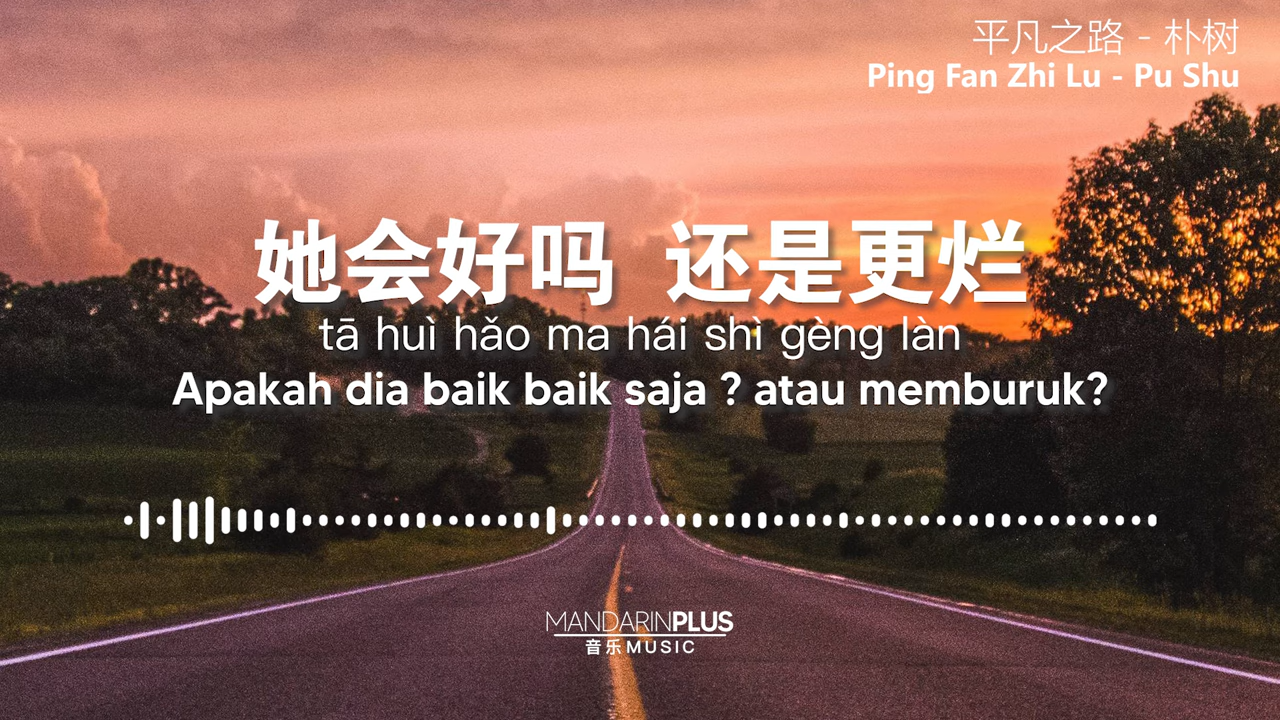 平凡之路 - 朴树
Ping Fan Zhi Lu - Pu Shu
她会好吗 还是更烂
tā huì hǎo ma hái shì gèng làn
Apakah dia baik baik saja ? atau memburuk?
MANDARINPLUS
音乐MUSIC